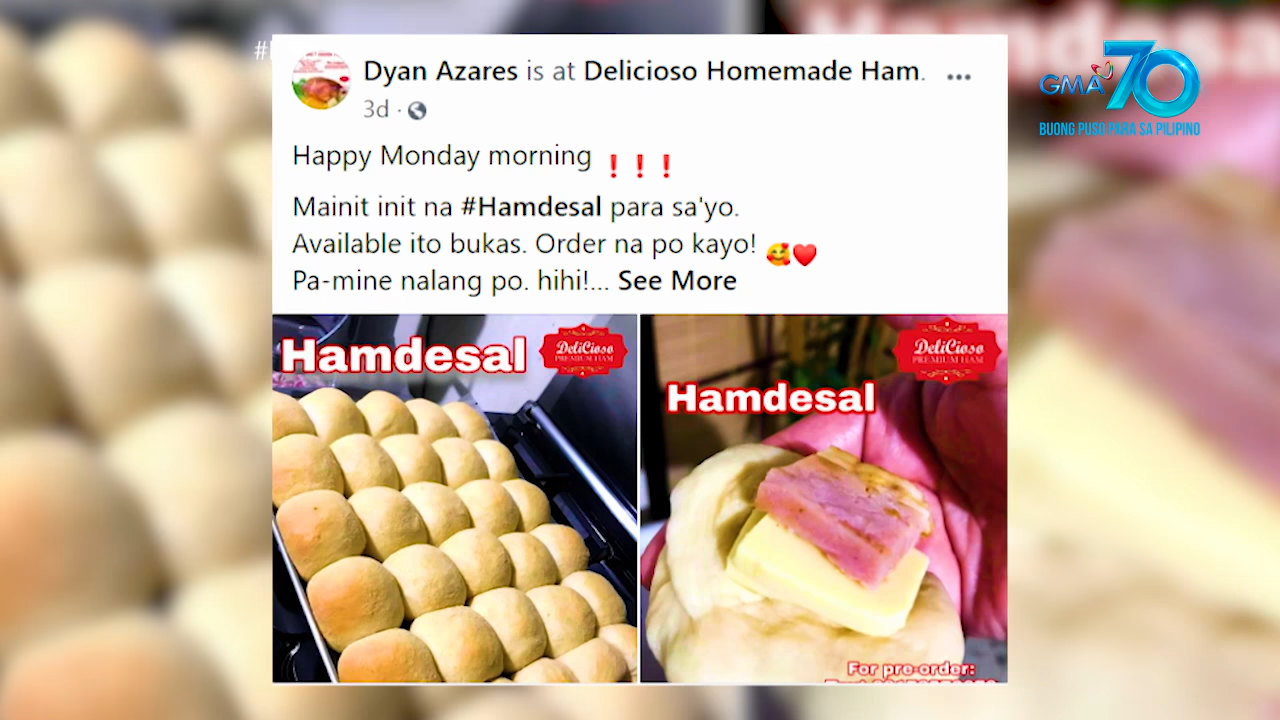 Dyan Azares is at Delicioso Homemade Ham. ...
3d ·
Happy Monday morning ❗❗❗
Mainit init na #Hamdesal para sa'yo.
Available ito bukas. Order na po kayo! 🥰❤️
Pa-mine nalang po. hihi!... See More
Hamdesal
DeliCioso
PREMIUM HAM
Hamdesal
DeliCioso
PREMIUM HAM
For pre-order:
GMA 70
BUONG PUSO PARA SA PILIPINO